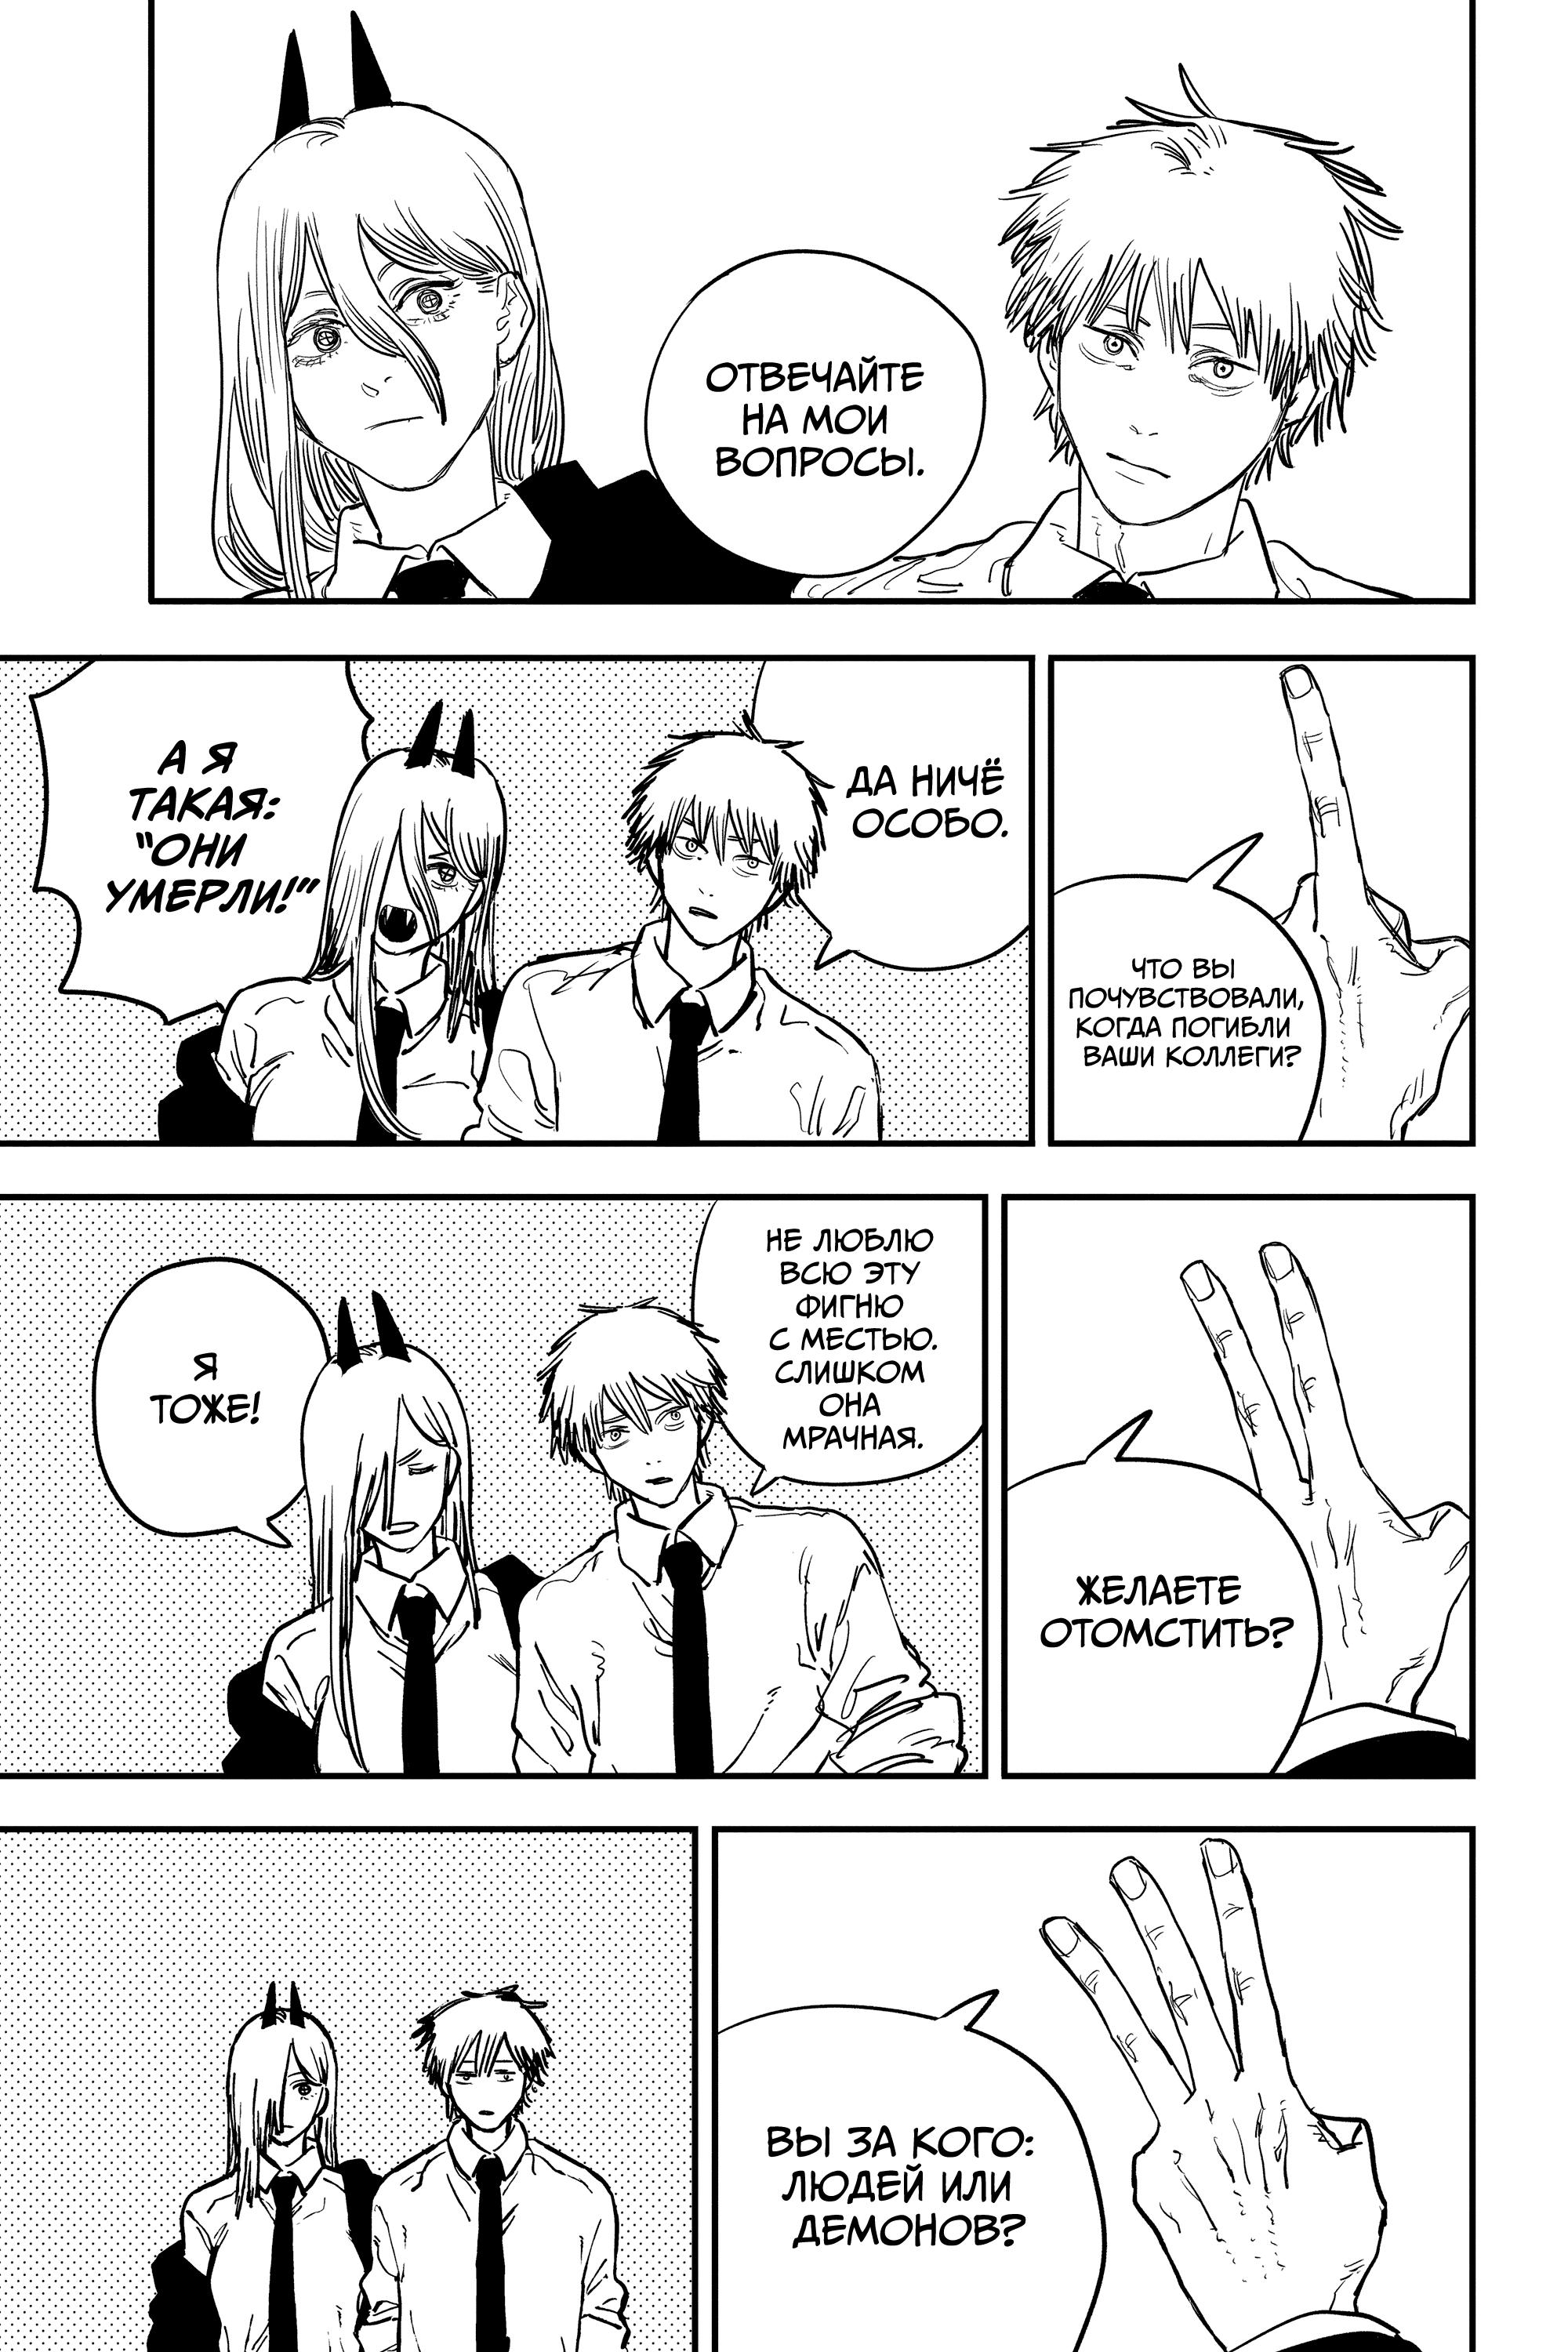 ОТВЕЧАЙТЕ
НА МОИ
ВОПРОСЫ.
ЧТО ВЫ
ПОЧУВСТВОВАЛИ,
КОГДА ПОГИБЛИ
ВАШИ КОЛЛЕГИ?
ДА НИЧЁ
ОСОБО.
А Я
ТАКАЯ:
"ОНИ
УМЕРЛИ!"
ЖЕЛАЕТЕ
ОТОМСТИТЬ?
НЕ ЛЮБЛЮ
ВСЮ ЭТУ
ФИГНЮ
С МЕСТЬЮ.
СЛИШКОМ
ОНА
МРАЧНАЯ.
Я
ТОЖЕ!
ВЫ ЗА КОГО:
ЛЮДЕЙ ИЛИ
ДЕМОНОВ?